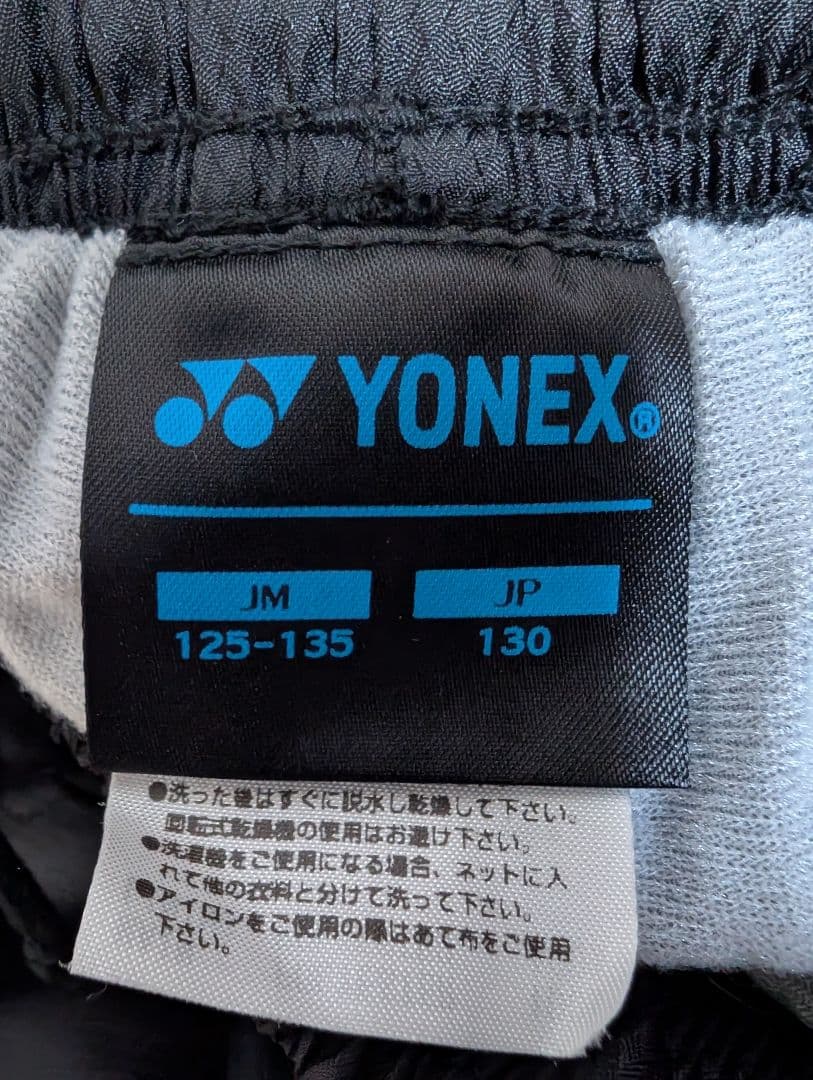 YONEX®
JM JP
125-135 130
●洗った後はすぐに脱水し乾燥して下さい。
回転式乾燥機の使用はお避け下さい。
●洗濯器をご使用になる場合、ネットに入
れて他の衣料と分けて洗って下さい。
●アイロンをご使用の際はあて布をご使用
下さい。